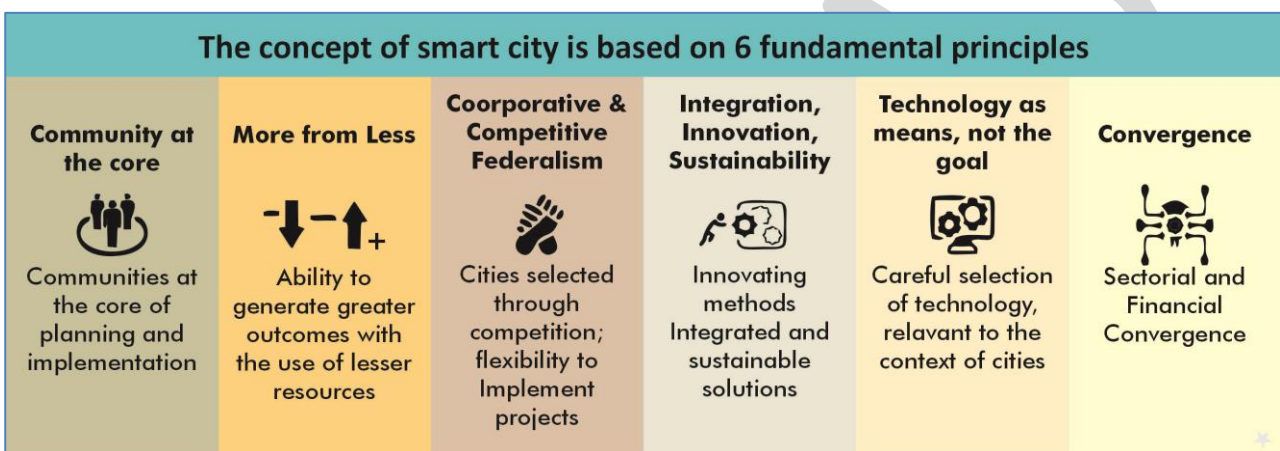 The concept of smart city is based on 6 fundamental principles
Community at
the core
Communities at
the core of
planning and
implementation
More from Less
Ability to
generate greater
outcomes with
the use of lesser
resources
Coorporative &
Competitive
Federalism
Cities selected
through
competition;
flexibility to
Implement
projects
Integration,
Innovation,
Sustainability
Innovating
methods
Integrated and
sustainable
solutions
Technology as
means, not the
goal
Careful selection
of technology,
relavant to the
context of cities
Convergence
Sectorial and
Financial
Convergence